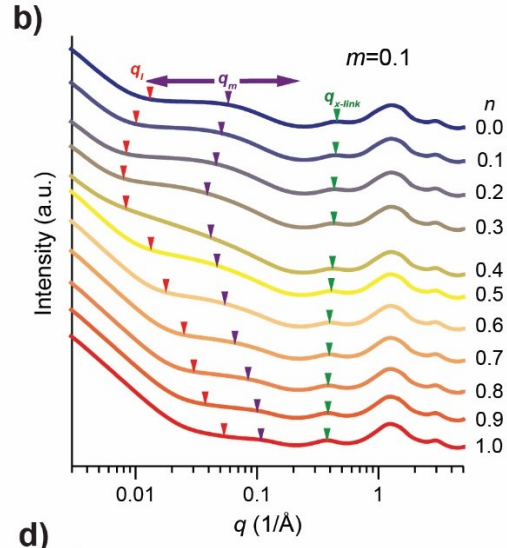 b)
m=0.1
q_l
q_m
q_x-link
n
0.0
0.1
0.2
0.3
0.4
0.5
0.6
0.7
0.8
0.9
1.0
Intensity (a.u.)
0.01 0.1 1
q (1/Å)
d)